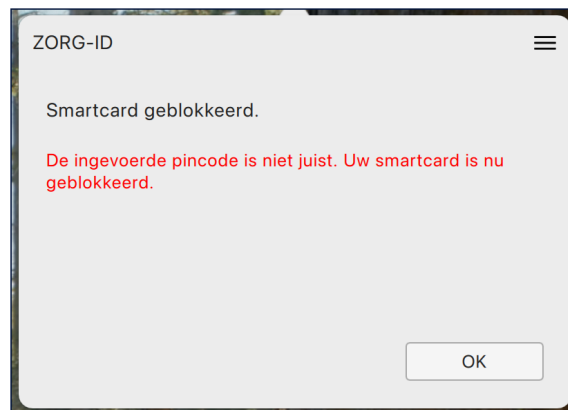 ZORG-ID
Smartcard geblokkeerd.
De ingevoerde pincode is niet juist. Uw smartcard is nu
geblokkeerd.
OK